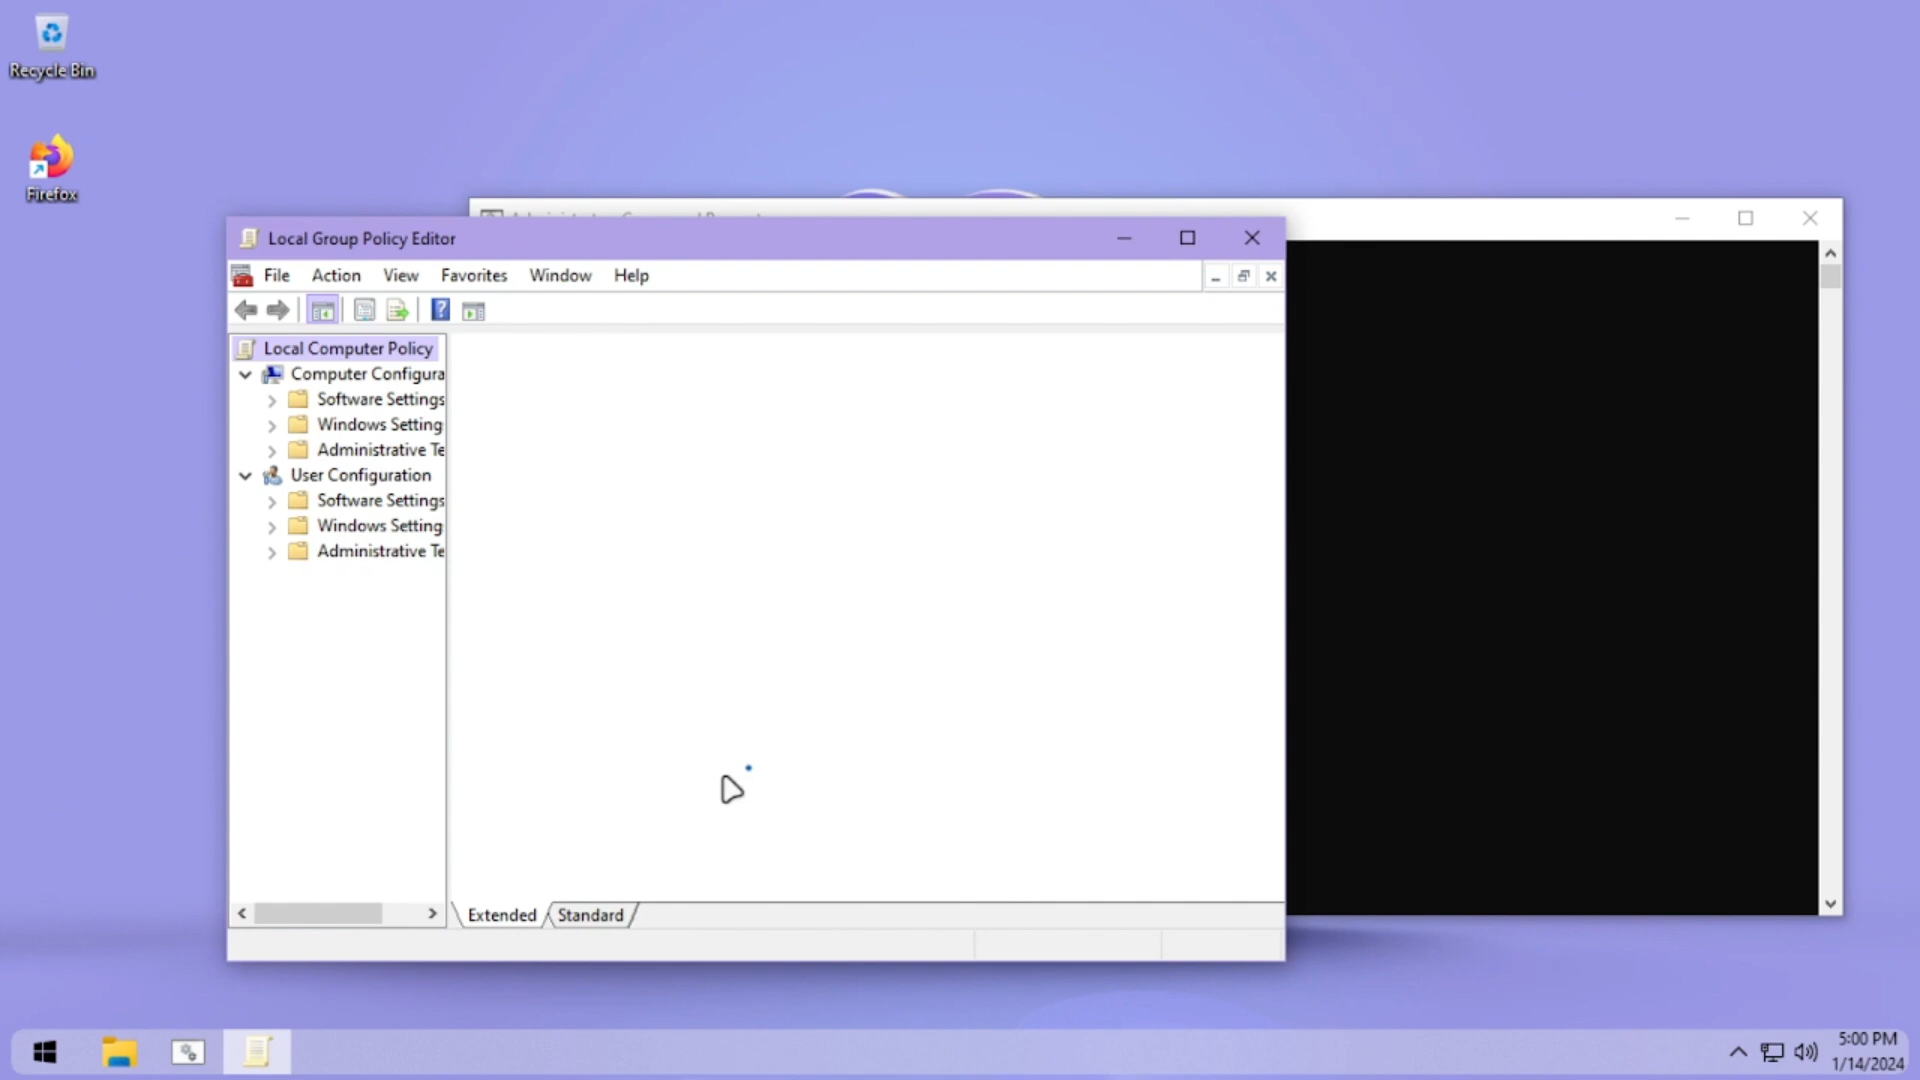 Recycle Bin
Firefox
Local Group Policy Editor
File Action View Favorites Window Help
Local Computer Policy
Computer Configura
Software Settings
Windows Setting
Administrative Te
User Configuration
Software Settings
Windows Setting
Administrative Te
Extended
Standard
5:00 PM
1/14/2024